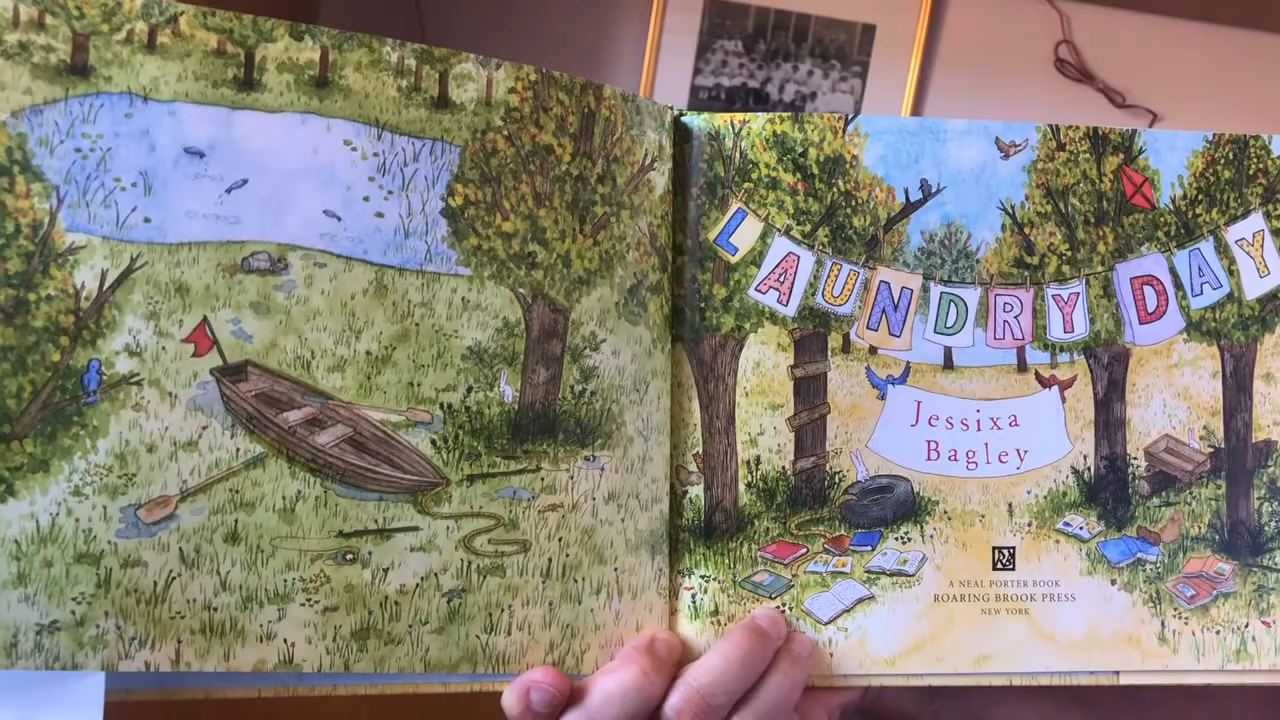 LAUNDRY DAY
Jessixa
Bagley
A NEAL PORTER BOOK
ROARING BROOK PRESS
NEW YORK